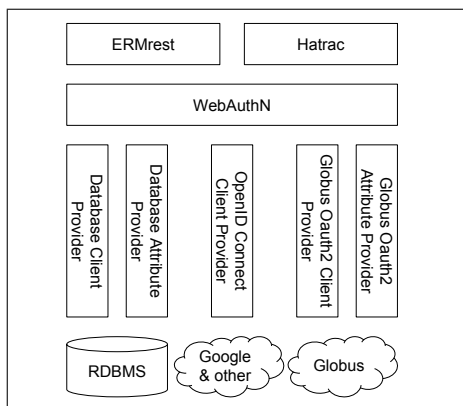 ERMrest
Hatrac
WebAuthN
Database Client
Provider
Database Attribute
Provider
OpenID Connect
Client Provider
Globus Oauth2 Client
Provider
Globus Oauth2
Attribute Provider
RDBMS
Google
& other
Globus